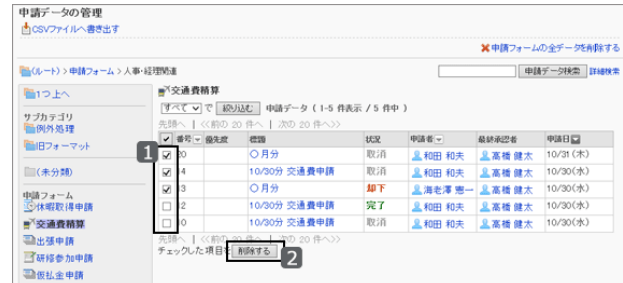 申請データの管理
CSVファイルへ書き出す
申請フォームの全データを削除する
(ルート) > 申請フォーム > 人事・経理関連
申請データ検索 詳細検索
1つ上へ
サブカテゴリ
例外処理
旧フォーマット
(未分類)
申請フォーム
休暇取得申請
交通費精算
出張申請
研修参加申請
仮払金申請
交通費精算
すべて で 絞り込む 申請データ ( 1-5 件表示 / 5 件中 )
先頭へ | <<前の 20 件へ | 次の 20 件へ>>
番号 優先度 標題 状況 申請者 最終承認者 申請日
1
○月分 取消 和田 和夫 高橋 健太 10/31(水)
10/30分 交通費申請 取消 和田 和夫 高橋 健太 10/30(水)
○月分 却下 海老澤 憲一 高橋 健太 10/30(水)
10/30分 交通費申請 完了 和田 和夫 高橋 健太 10/30(水)
10/30分 交通費申請 取消 和田 和夫 高橋 健太 10/30(水)
先頭へ | <<前の 20 件へ | 次の 20 件へ>>
チェックした項目を 削除する
2